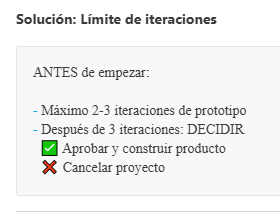 Solución: Límite de iteraciones
ANTES de empezar:
- Máximo 2-3 iteraciones de prototipo
- Después de 3 iteraciones: DECIDIR
✅ Aprobar y construir producto
❌ Cancelar proyecto